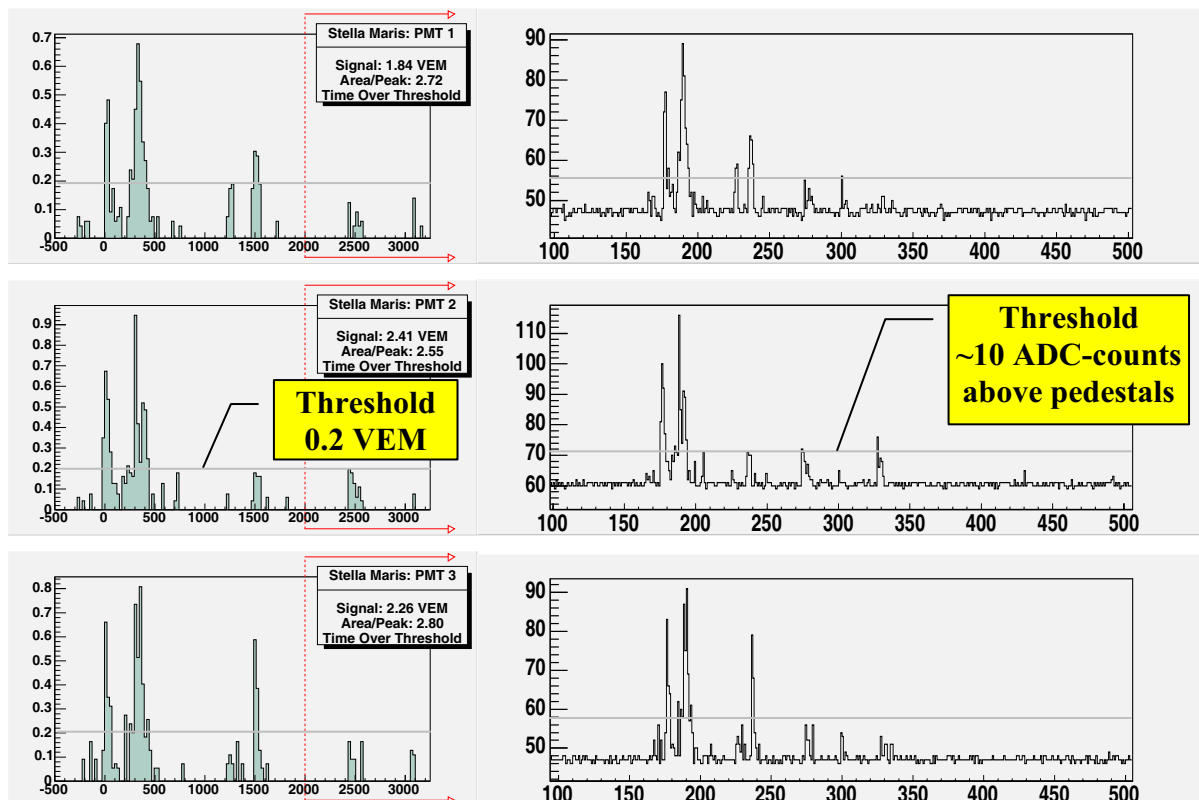 Stella Maris: PMT 1
Signal: 1.84 VEM
Area/Peak: 2.72
Time Over Threshold
0.7
0.6
0.5
0.4
0.3
0.2
0.1
0
-500 0 500 1000 1500 2000 2500 3000
90
80
70
60
50
100 150 200 250 300 350 400 450 500
Stella Maris: PMT 2
Signal: 2.41 VEM
Area/Peak: 2.55
Time Over Threshold
0.9
0.8
0.7
0.6
0.5
0.4
0.3
0.2
0.1
0
-500 0 500 1000 1500 2000 2500 3000
Threshold
0.2 VEM
110
100
90
80
70
60
100 150 200 250 300 350 400 450 500
Threshold
~10 ADC-counts
above pedestals
Stella Maris: PMT 3
Signal: 2.26 VEM
Area/Peak: 2.80
Time Over Threshold
0.8
0.7
0.6
0.5
0.4
0.3
0.2
0.1
0
-500 0 500 1000 1500 2000 2500 3000
90
80
70
60
50
100 150 200 250 300 350 400 450 500